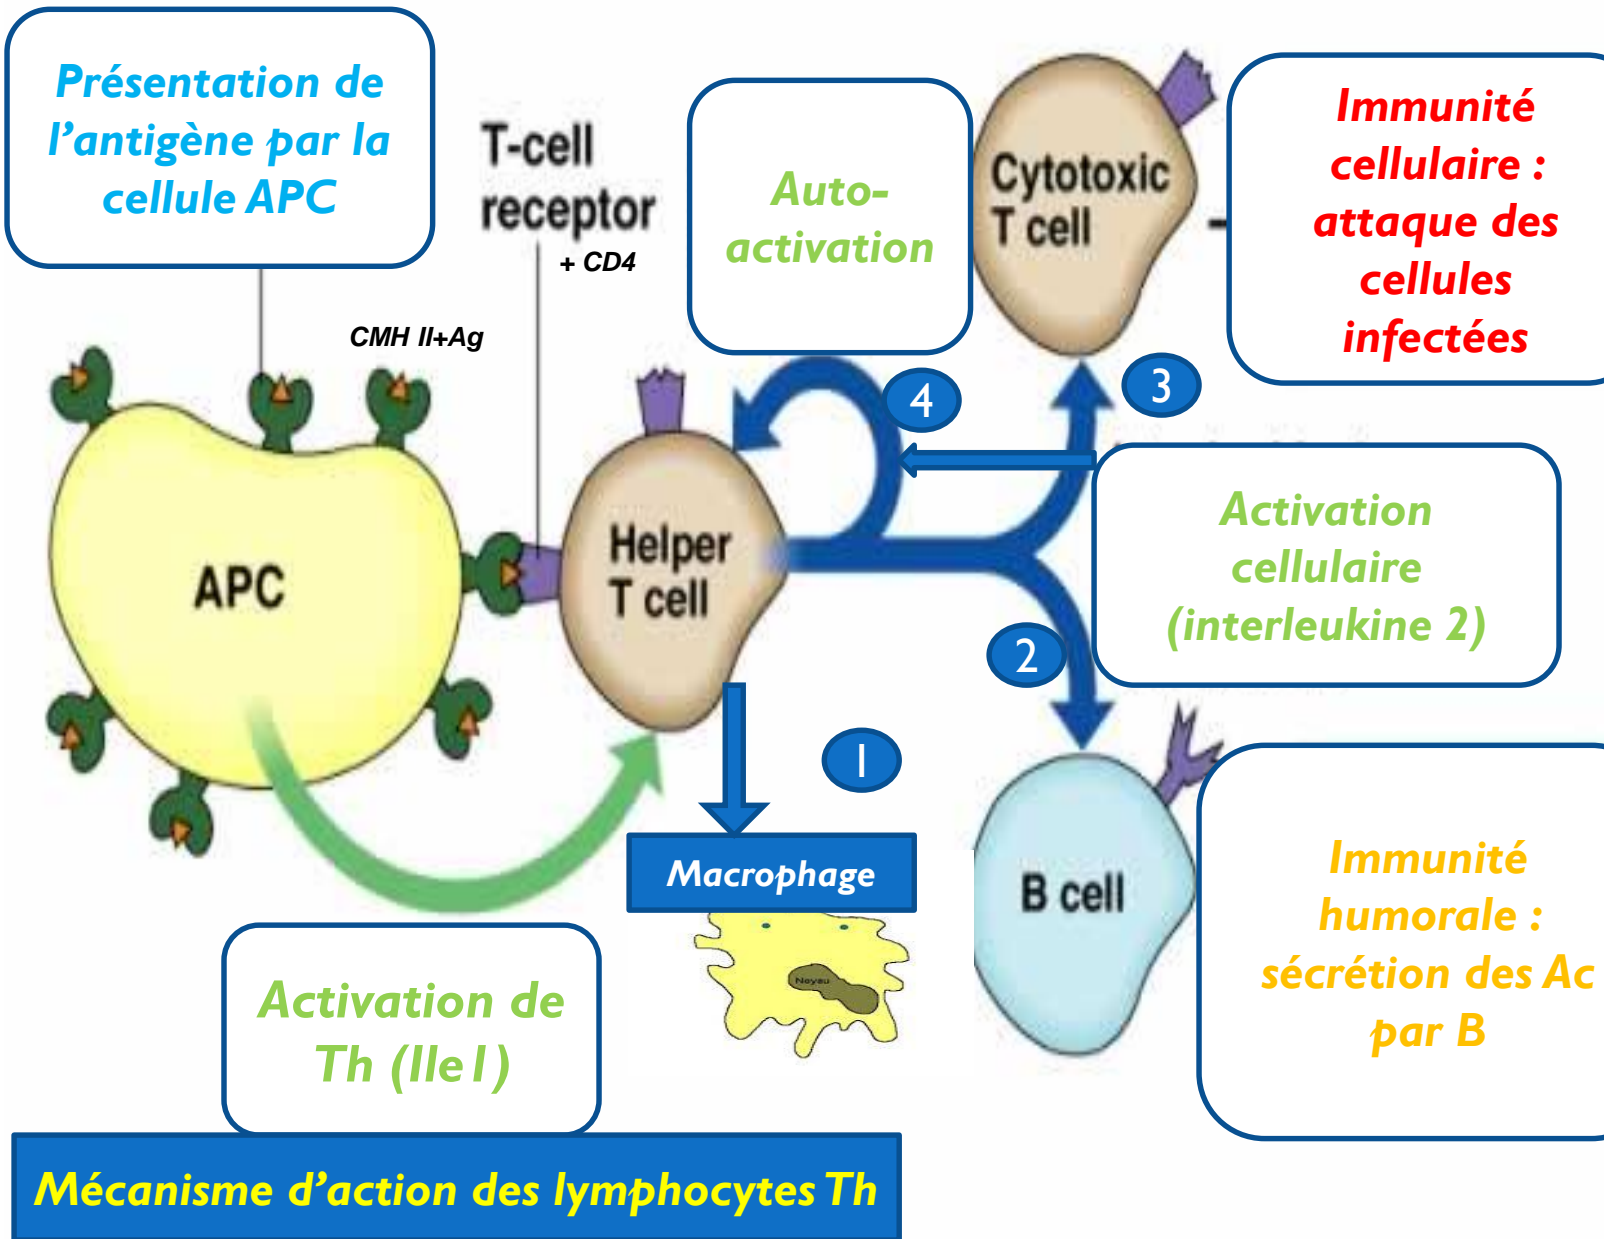 Présentation de
l’antigène par la
cellule APC
T-cell
receptor
+ CD4
CMH II+Ag
Auto-
activation
Cytotoxic
T cell
Immunité
cellulaire :
attaque des
cellules
infectées
4
3
APC
Helper
T cell
Activation
cellulaire
(interleukine 2)
2
1
Macrophage
Noyau
B cell
Immunité
humorale :
sécrétion des Ac
par B
Activation de
Th (Ile1)
Mécanisme d’action des lymphocytes Th